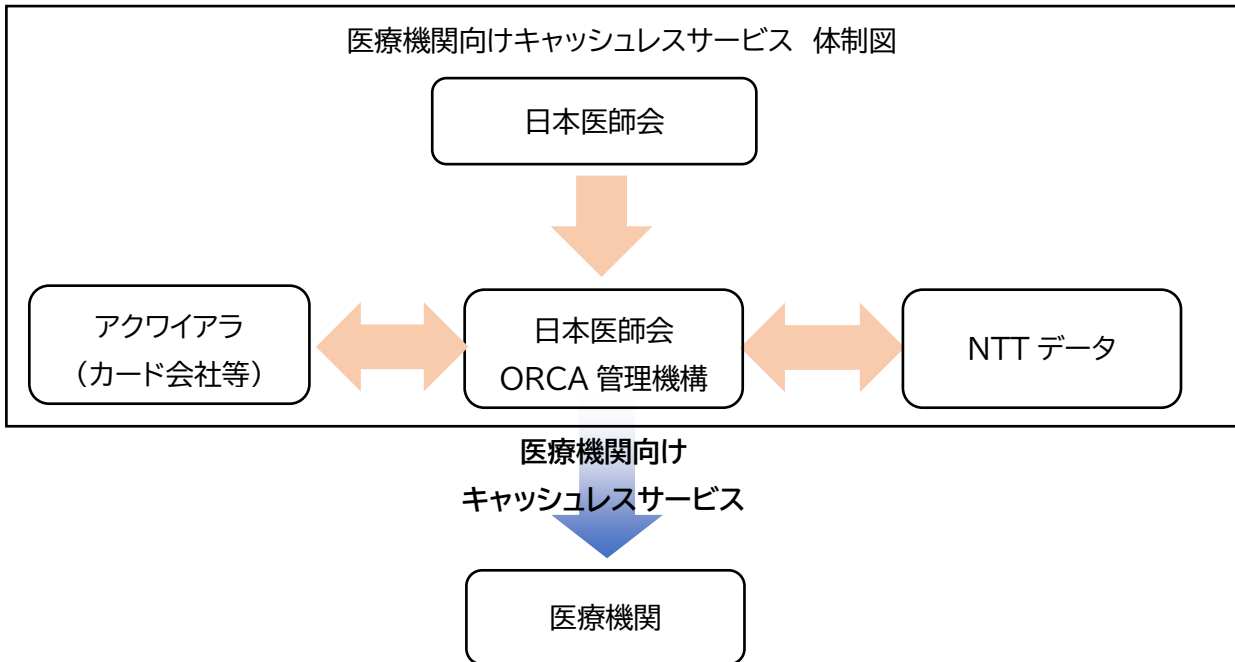 医療機関向けキャッシュレスサービス　体制図
日本医師会
アクワイアラ
（カード会社等）
日本医師会
ORCA 管理機構
NTT データ
医療機関向け
キャッシュレスサービス
医療機関